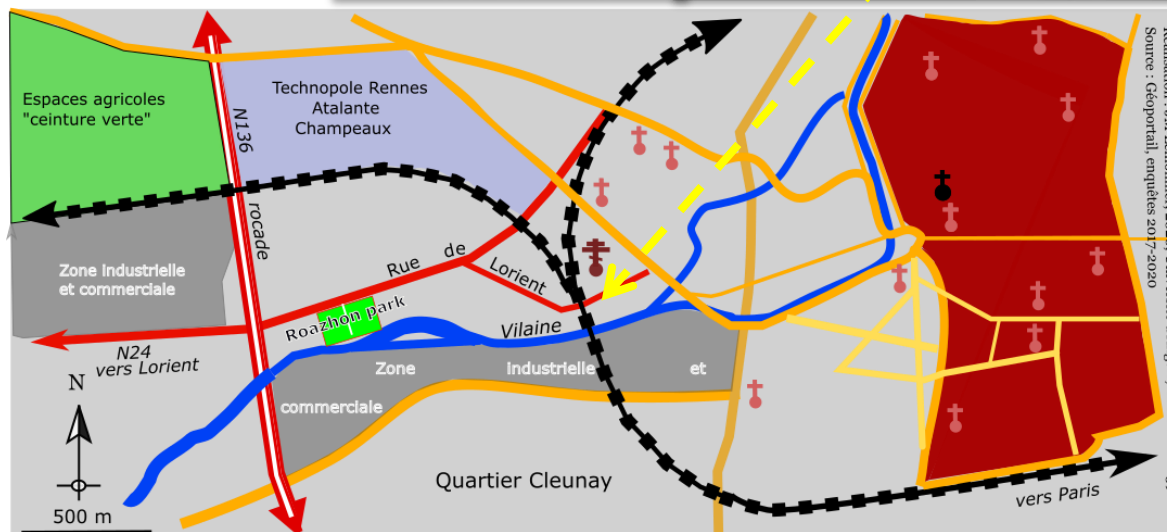 Espaces agricoles
"ceinture verte"
Technopole Rennes
Atalante
Champeaux
N136
rocade
Zone industrielle
et commerciale
Rue de
Lorient
Roazhon park
Vilaine
N24
vers Lorient
Zone industrielle et
commerciale
N
500 m
Quartier Cleunay
vers Paris
Source : Géoportail, enquêtes 2017-2020